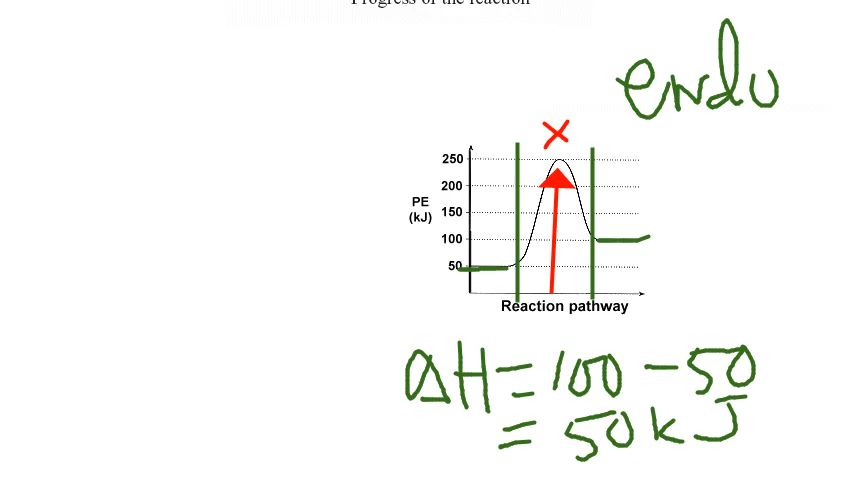 Progress of the reaction
endo
X
250
200
PE
(kJ)
150
100
50
Reaction pathway
ΔH = 100 - 50
= 50 kJ